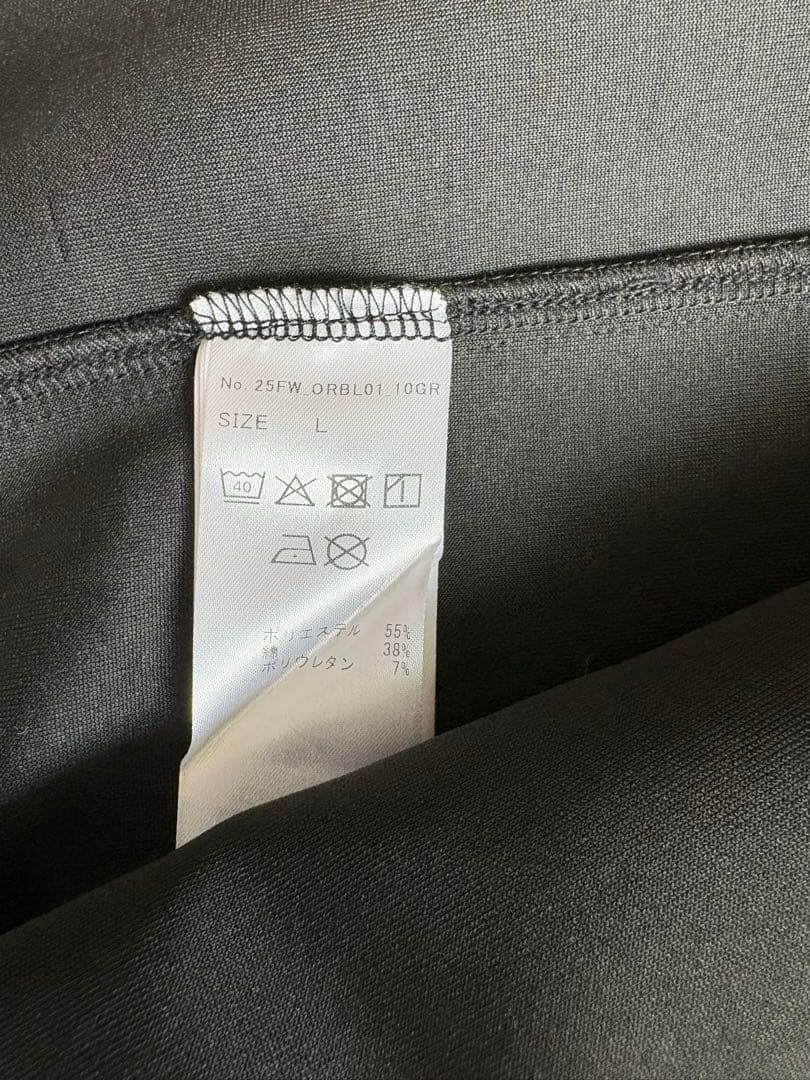 No. 25FW_ORBL01_10GR
SIZE L
40
ポリエステル 55%
綿 38%
ポリウレタン 7%